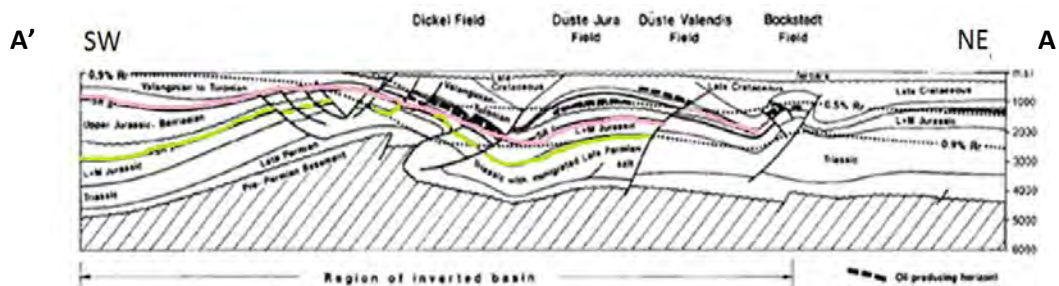 Dickel Field
Düste Jura Field
Düste Valendis Field
Bockstedt Field
A'
SW
NE
A
0.9% Rr
Valanginian to Turonian
Late Cretaceous
Late Cretaceous
Late Cretaceous
m.s.l
1000
2000
3000
4000
5000
6000
0.5% Rr
0.9% Rr
Upper Jurassic - Berriasian
L+M Jurassic
L+M Jurassic
L+M Jurassic
Triassic
Triassic
Late Permian
Pre-Permian Basement
Triassic with immigrated Late Permian
salt
Region of inverted basin
Oil producing horizont